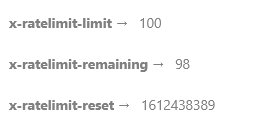 x-ratelimit-limit → 100
x-ratelimit-remaining → 98
x-ratelimit-reset → 1612438389